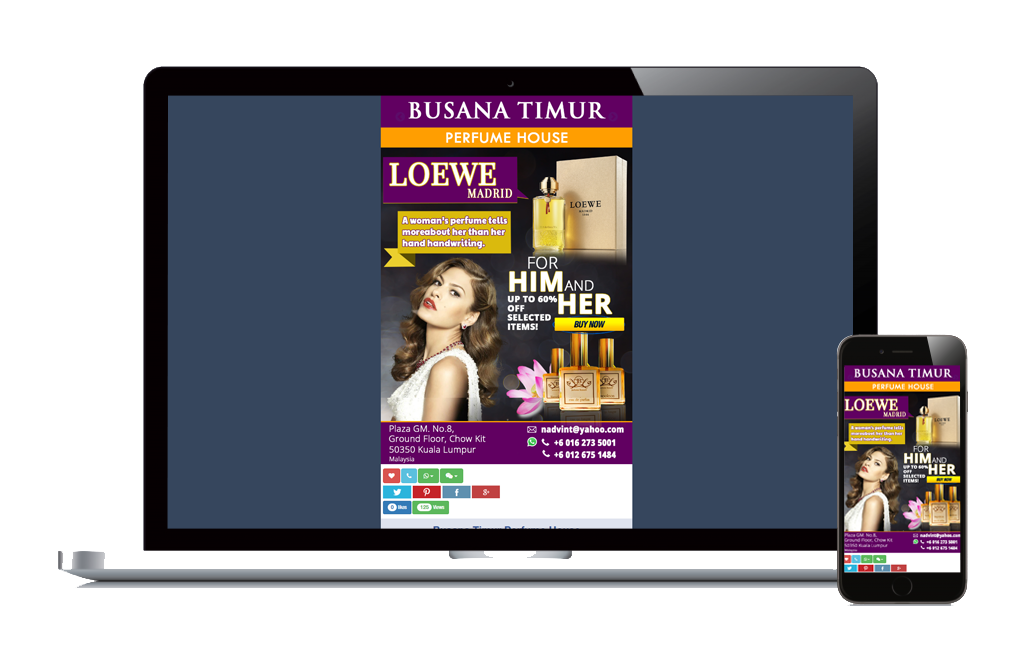 BUSANA TIMUR
PERFUME HOUSE
LOEWE
MADRID
LOEWE
MADRID
A woman's perfume tells
moreabout her than her
hand handwriting.
FOR
HIM AND
HER
UP TO 60%
OFF
SELECTED
ITEMS!
BUY NOW
Plaza GM. No.8,
Ground Floor, Chow Kit
50350 Kuala Lumpur
Malaysia
nadvint@yahoo.com
+6 016 273 5001
+6 012 675 1484
0 likes
125 Views
Busana Timur Perfume House
BUSANA TIMUR
PERFUME HOUSE
LOEWE
MADRID
LOEWE
A woman's perfume tells
moreabout her than her
hand handwriting.
FOR
HIM AND
HER
UP TO 60%
OFF
SELECTED
ITEMS!
BUY NOW
Plaza GM. No.8,
Ground Floor, Chow Kit
50350 Kuala Lumpur
Malaysia
nadvint@yahoo.com
+6 016 273 5001
+6 012 675 1484